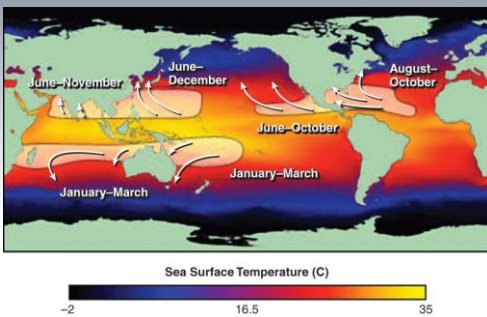 June–
December
August–
October
June–November
June–October
January–March
January–March
Sea Surface Temperature (C)
–2 16.5 35